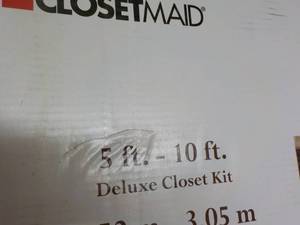 CLOSETMAID®
5 ft. - 10 ft.
Deluxe Closet Kit
3.05 m